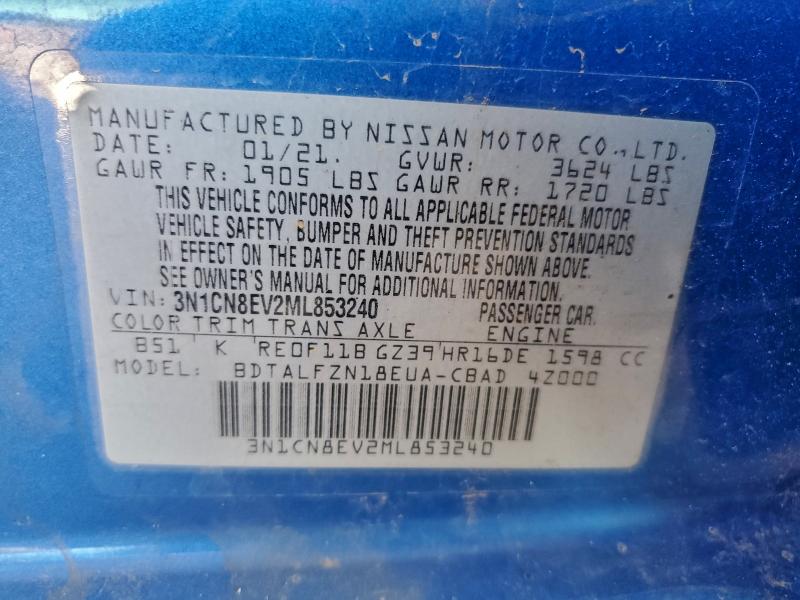 MANUFACTURED BY NISSAN MOTOR CO.,LTD.
DATE: 01/21. GVWR: 3624 LBS
GAWR FR: 1905 LBS GAWR RR: 1720 LBS
THIS VEHICLE CONFORMS TO ALL APPLICABLE FEDERAL MOTOR
VEHICLE SAFETY, BUMPER AND THEFT PREVENTION STANDARDS
IN EFFECT ON THE DATE OF MANUFACTURE SHOWN ABOVE.
SEE OWNER'S MANUAL FOR ADDITIONAL INFORMATION.
VIN: 3N1CN8EV2ML853240 PASSENGER CAR.
COLOR TRIM TRANS AXLE ENGINE
B51 K RE0F11B GZ39 HR16DE 1598 CC
MODEL: BDTALFZN18EUA-CBAD 4Z000
3N1CN8EV2ML853240